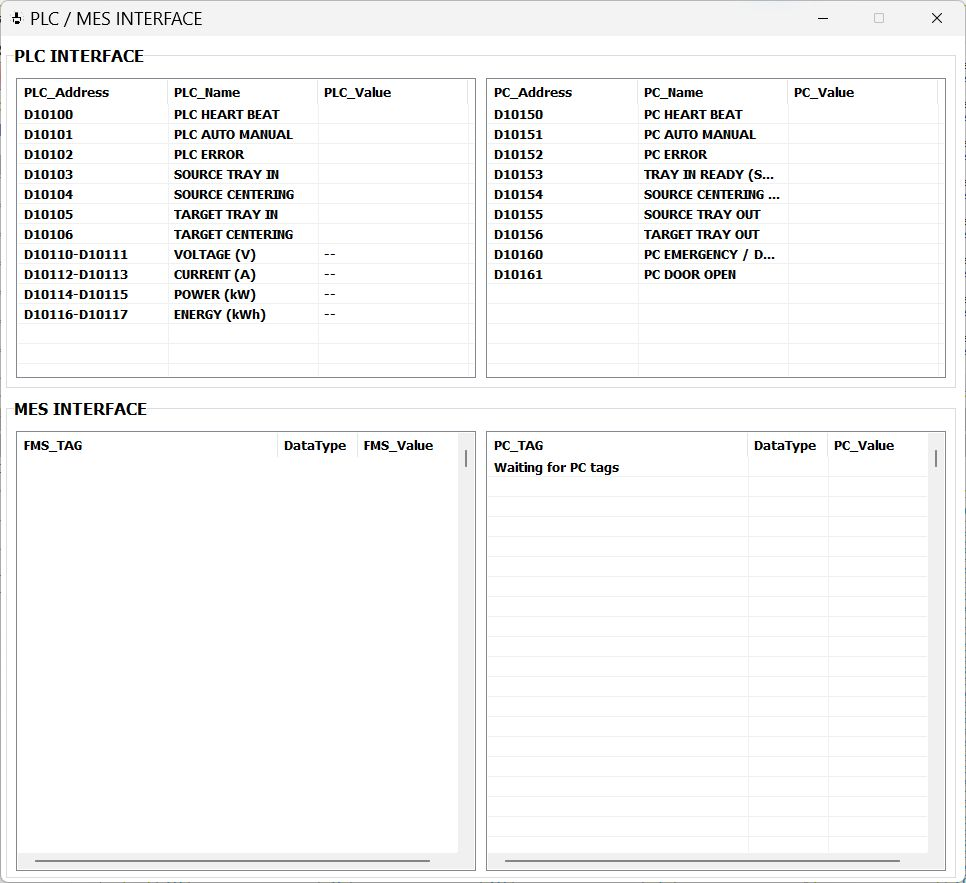 PLC / MES INTERFACE
PLC INTERFACE
PLC_Address PLC_Name PLC_Value
D10100 PLC HEART BEAT
D10101 PLC AUTO MANUAL
D10102 PLC ERROR
D10103 SOURCE TRAY IN
D10104 SOURCE CENTERING
D10105 TARGET TRAY IN
D10106 TARGET CENTERING
D10110-D10111 VOLTAGE (V) --
D10112-D10113 CURRENT (A) --
D10114-D10115 POWER (kW) --
D10116-D10117 ENERGY (kWh) --
PC_Address PC_Name PC_Value
D10150 PC HEART BEAT
D10151 PC AUTO MANUAL
D10152 PC ERROR
D10153 TRAY IN READY (S...
D10154 SOURCE CENTERING ...
D10155 SOURCE TRAY OUT
D10156 TARGET TRAY OUT
D10160 PC EMERGENCY / D...
D10161 PC DOOR OPEN
MES INTERFACE
FMS_TAG DataType FMS_Value
PC_TAG DataType PC_Value
Waiting for PC tags